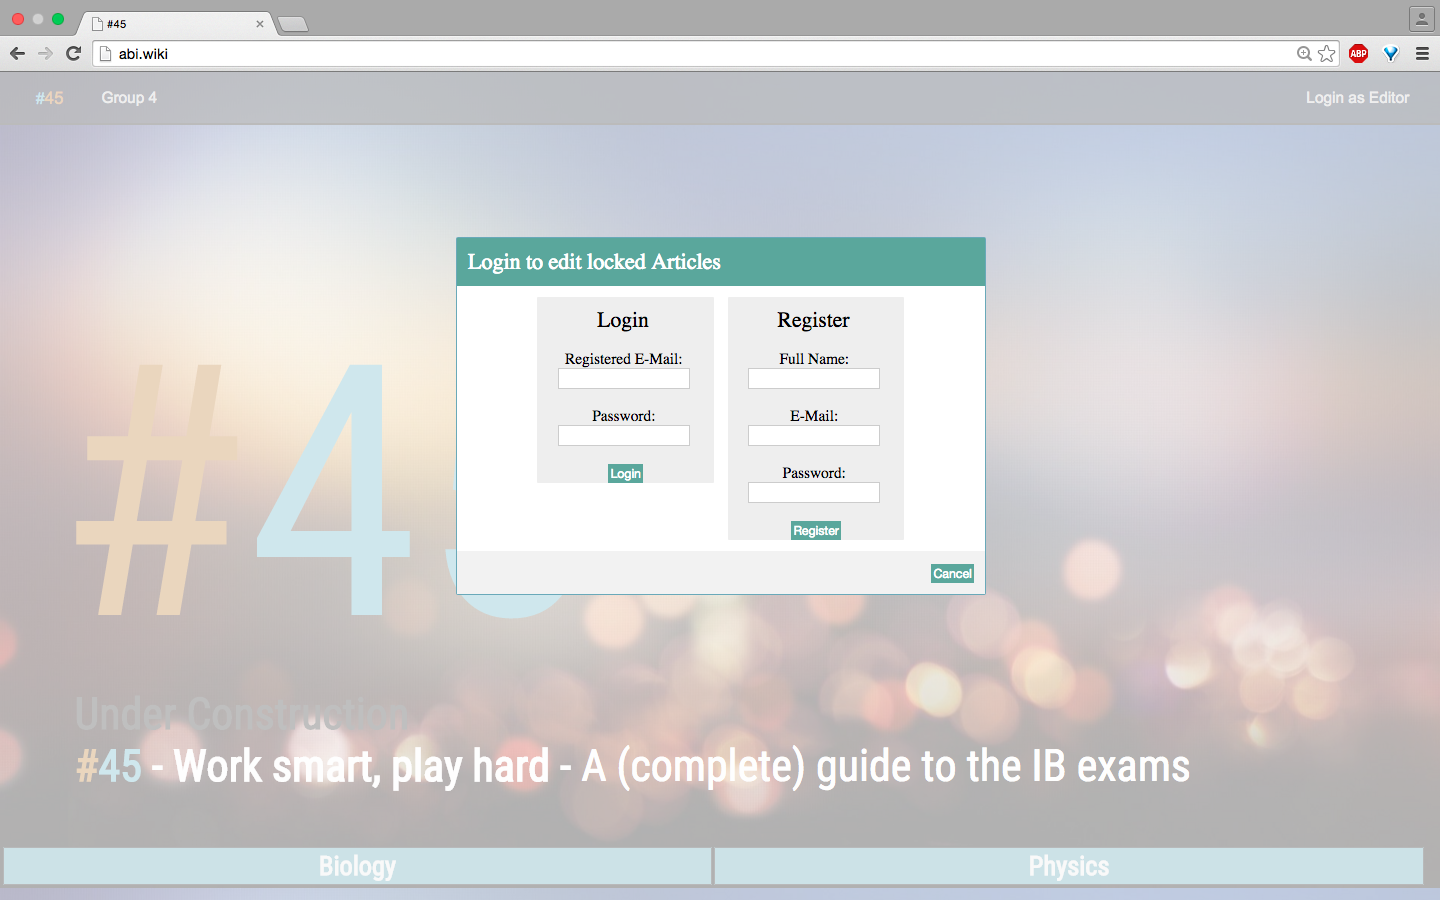 #45
abi.wiki
ABP
#45 Group 4 Login as Editor
Login to edit locked Articles
Login
Registered E-Mail:
Password:
Login
Register
Full Name:
E-Mail:
Password:
Register
Cancel
#45
Under Construction
#45 - Work smart, play hard - A (complete) guide to the IB exams
Biology Physics